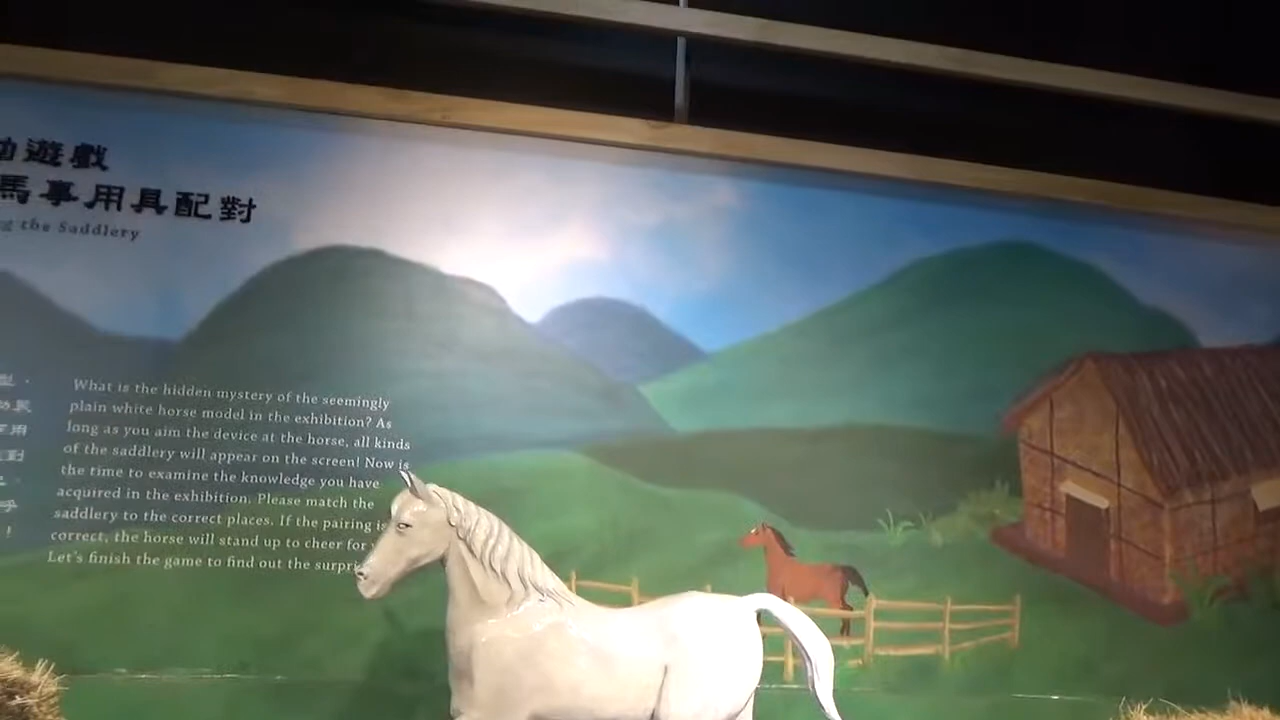 遊戲
馬事用具配對
the Saddlery
型，
用
對
！
What is the hidden mystery of the seemingly
plain white horse model in the exhibition? As
long as you aim the device at the horse, all kinds
of the saddlery will appear on the screen! Now is
the time to examine the knowledge you have
acquired in the exhibition. Please match the
saddlery to the correct places. If the pairing is
correct, the horse will stand up to cheer for
Let's finish the game to find out the surpri